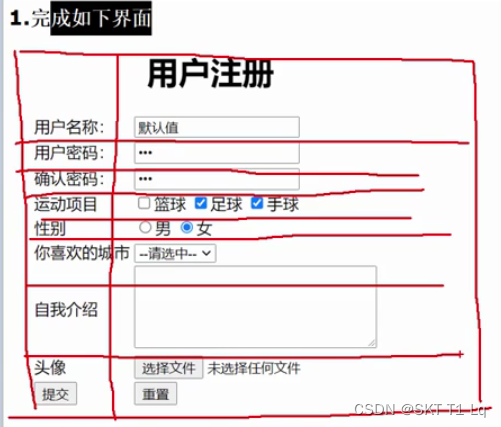 1.完成如下界面
用户注册
用户名称： 默认值
用户密码： •••
确认密码： •••
运动项目 篮球 足球 手球
性别 男 女
你喜欢的城市 --请选中--
自我介绍
头像 选择文件 未选择任何文件
提交 重置
CSDN @SKT T1 Lq